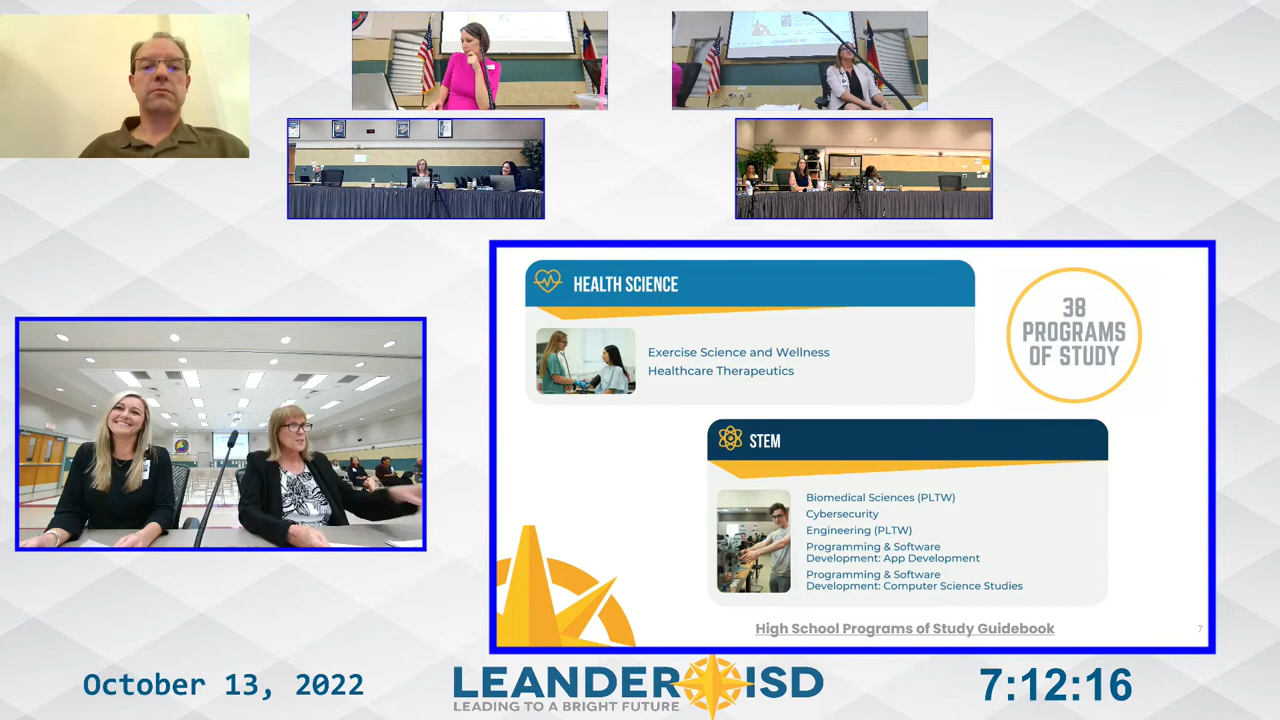 HEALTH SCIENCE
Exercise Science and Wellness
Healthcare Therapeutics
38
PROGRAMS
OF STUDY
STEM
Biomedical Sciences (PLTW)
Cybersecurity
Engineering (PLTW)
Programming & Software
Development: App Development
Programming & Software
Development: Computer Science Studies
High School Programs of Study Guidebook
7
October 13, 2022
LEANDER ISD
LEADING TO A BRIGHT FUTURE
7:12:16